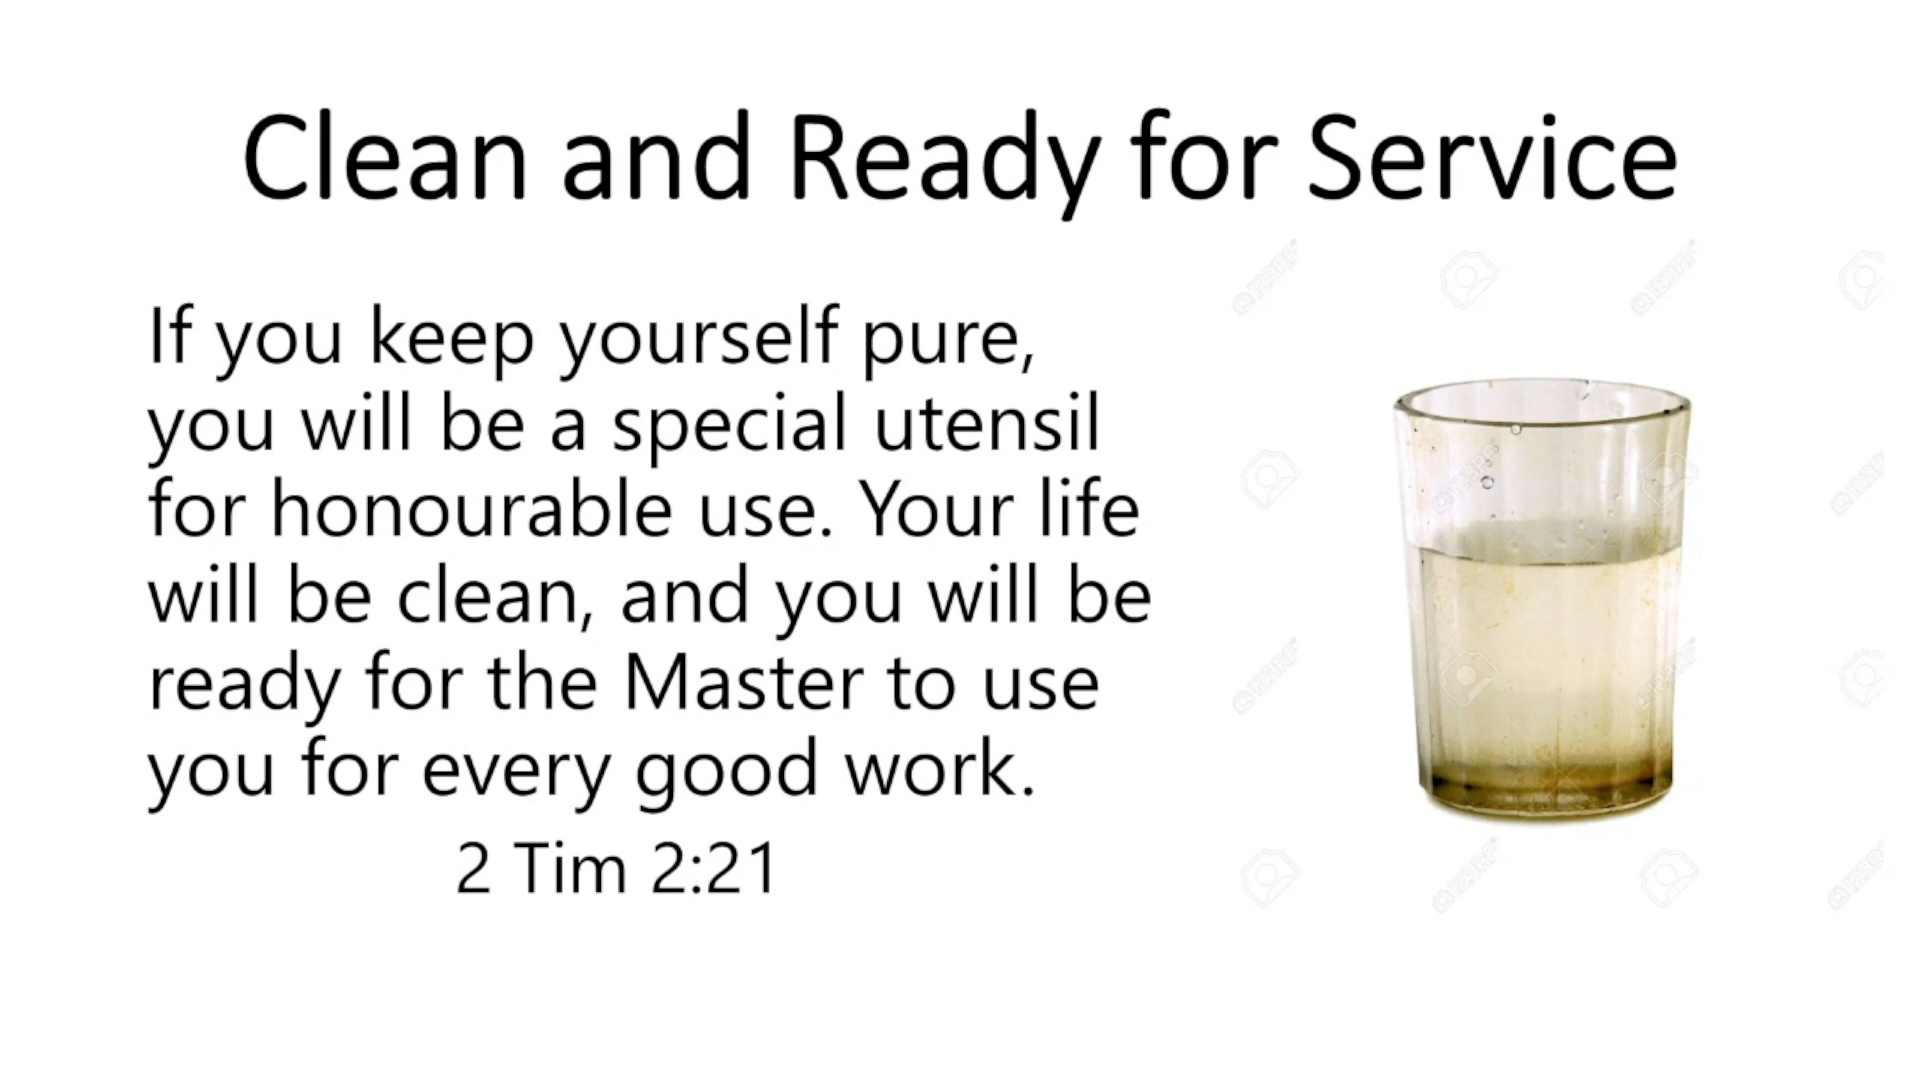 Clean and Ready for Service
If you keep yourself pure,
you will be a special utensil
for honourable use. Your life
will be clean, and you will be
ready for the Master to use
you for every good work.
2 Tim 2:21